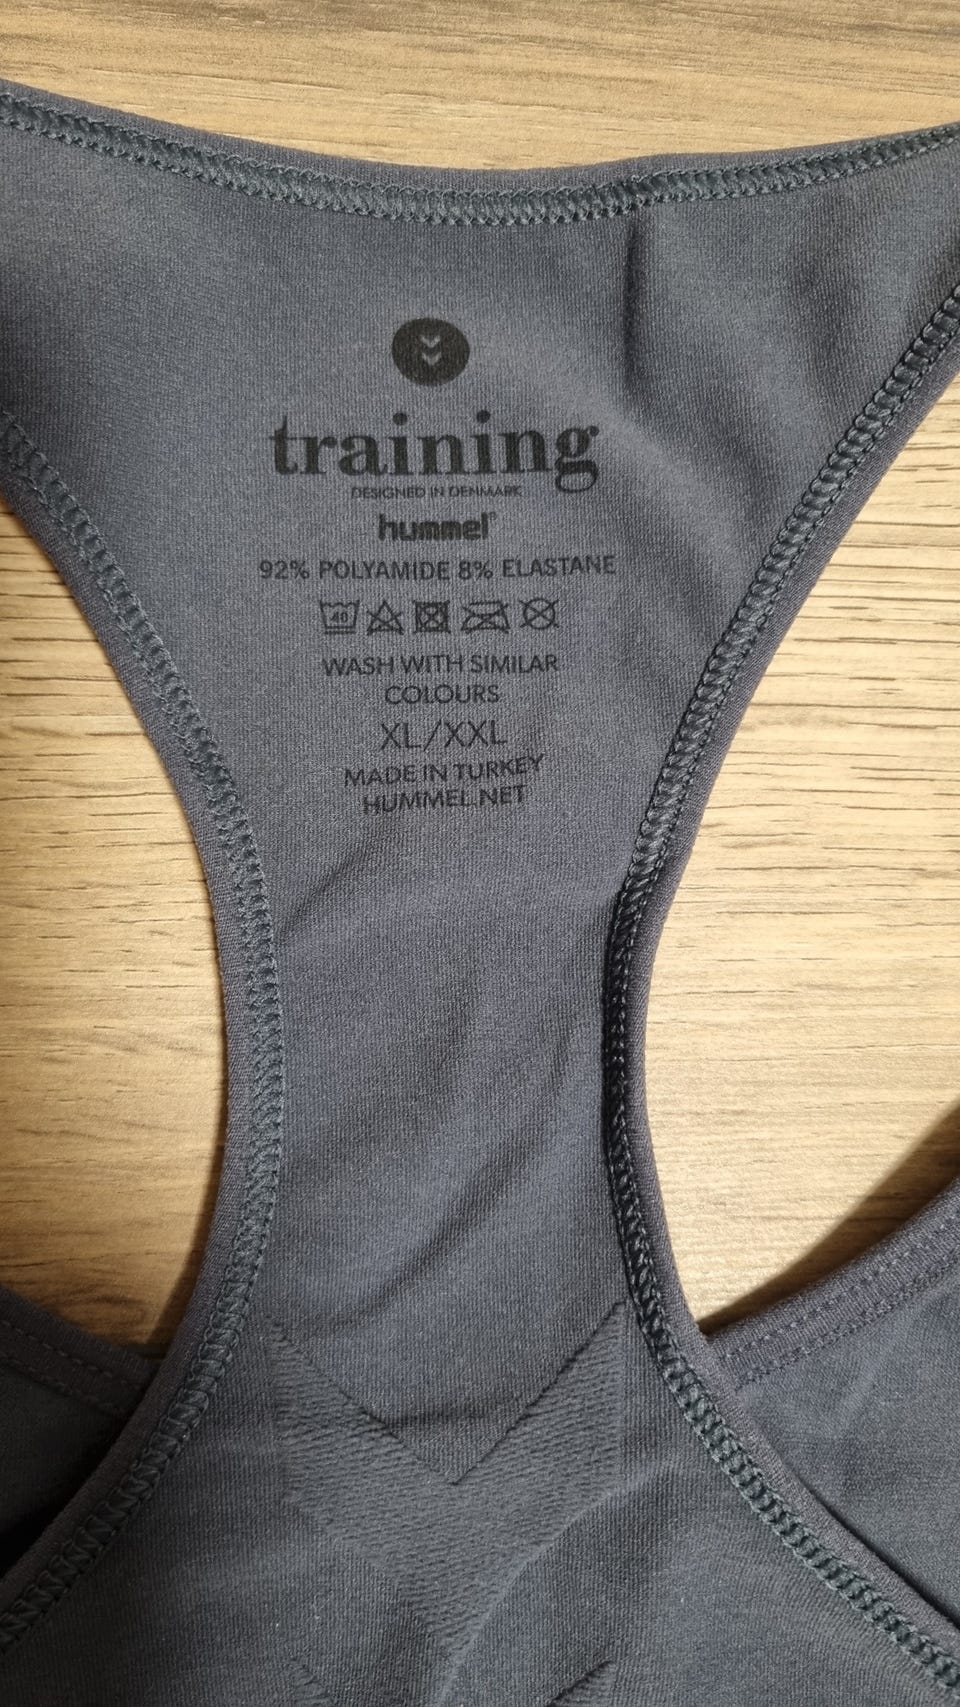 training
DESIGNED IN DENMARK
hummel®
92% POLYAMIDE 8% ELASTANE
40
WASH WITH SIMILAR
COLOURS
XL/XXL
MADE IN TURKEY
HUMMEL.NET